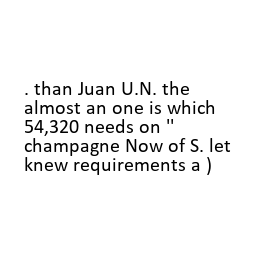 . than Juan U.N. the
almost an one is which
54,320 needs on "
champagne Now of S. let
knew requirements a )